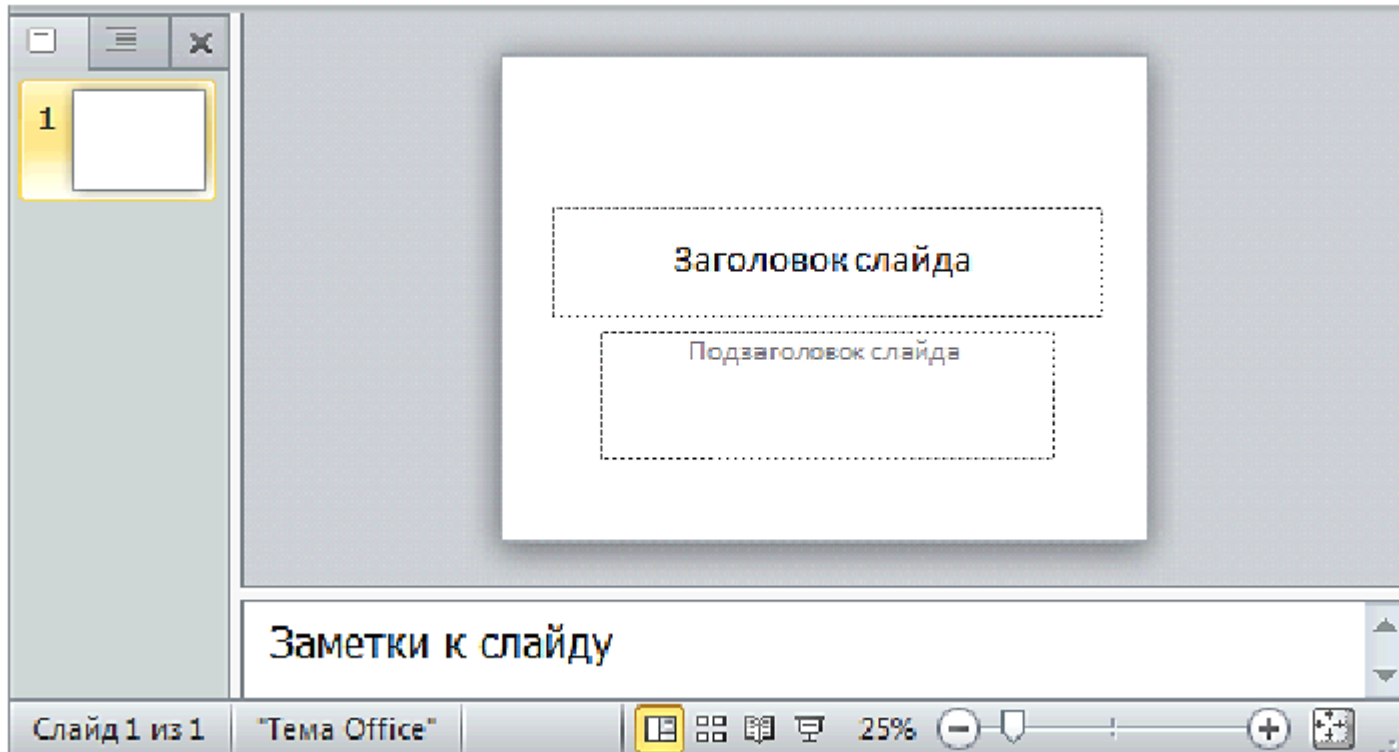 1
Заголовок слайда
Подзаголовок слайда
Заметки к слайду
Слайд 1 из 1
"Тема Office"
25%